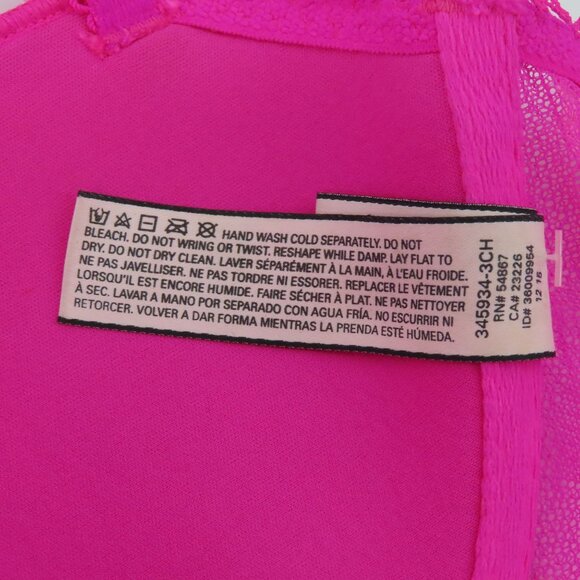 HAND WASH COLD SEPARATELY. DO NOT
BLEACH. DO NOT WRING OR TWIST. RESHAPE WHILE DAMP. LAY FLAT TO
DRY. DO NOT DRY CLEAN. LAVER SÉPARÉMENT À LA MAIN, À L'EAU FROIDE.
NE PAS JAVELLISER. NE PAS TORDRE NI ESSORER. REPLACER LE VÊTEMENT
LORSQU'IL EST ENCORE HUMIDE. FAIRE SÉCHER À PLAT. NE PAS NETTOYER
À SEC. LAVAR A MANO POR SEPARADO CON AGUA FRÍA. NO ESCURRIR NI
RETORCER. VOLVER A DAR FORMA MIENTRAS LA PRENDA ESTÉ HÚMEDA.
345934-3CH
RN# 54867
CA# 23226
ID# 36009954
12 15